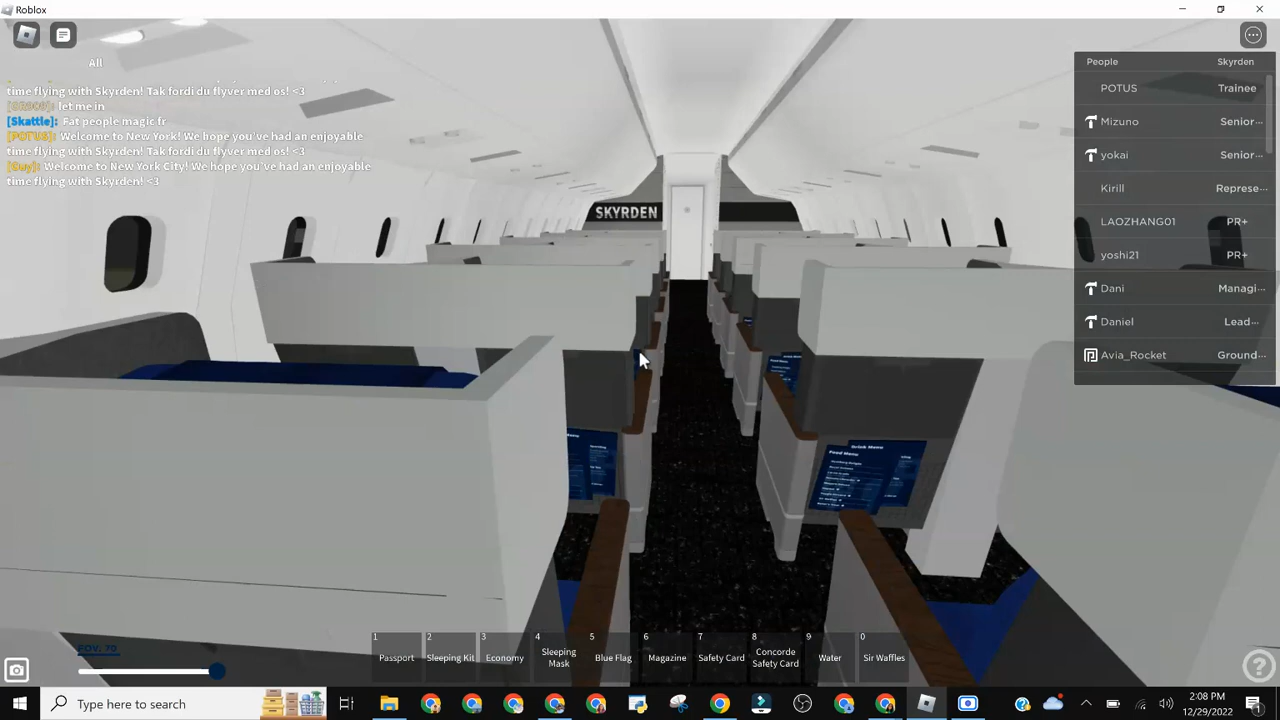 Roblox
All
time flying with Skyrden! Tak fordi du flyver med os! <3
let me in
[Skattle]: Fat people magic fr
[POTUS]: Welcome to New York! We hope you've had an enjoyable
time flying with Skyrden! Tak fordi du flyver med os! <3
[Guy]: Welcome to New York City! We hope you've had an enjoyable
time flying with Skyrden! <3
People Skyrden
POTUS Trainee
Mizuno Senior...
yokai Senior...
Kirill Represe...
LAOZHANG01 PR+
yoshi21 PR+
Dani Managi...
Daniel Lead...
Avia_Rocket Ground...
SKYRDEN
Drink Menu
Food Menu
FOV: 70
1 Passport
2 Sleeping Kit
3 Economy
4 Sleeping Mask
5 Blue Flag
6 Magazine
7 Safety Card
8 Concorde Safety Card
9 Water
0 Sir Waffles
Type here to search
2:08 PM
12/29/2022